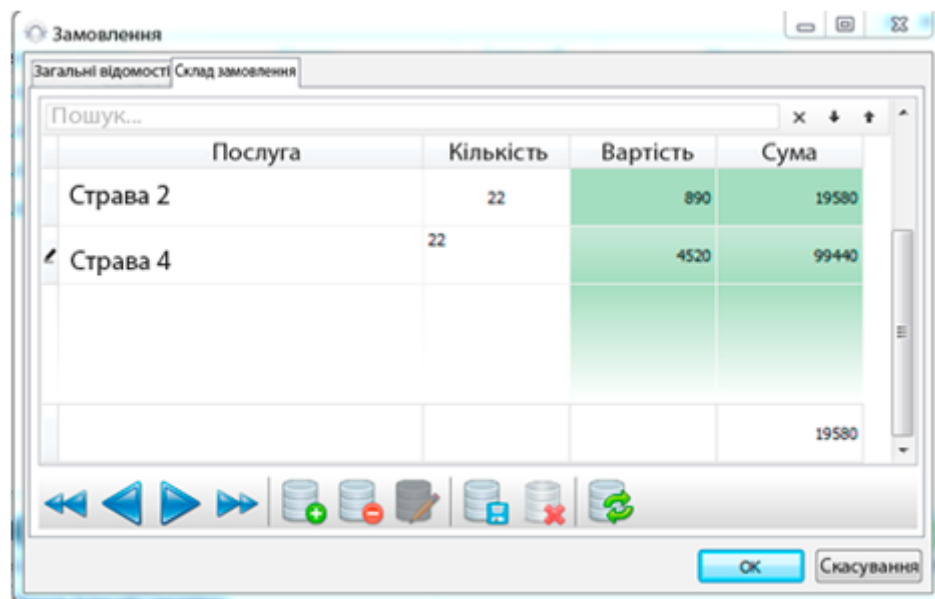 Замовлення
Загальні відомості Склад замовлення
Пошук...
Послуга Кількість Вартість Сума
Страва 2 22 890 19580
Страва 4 22 4520 99440
19580
ОК Скасування